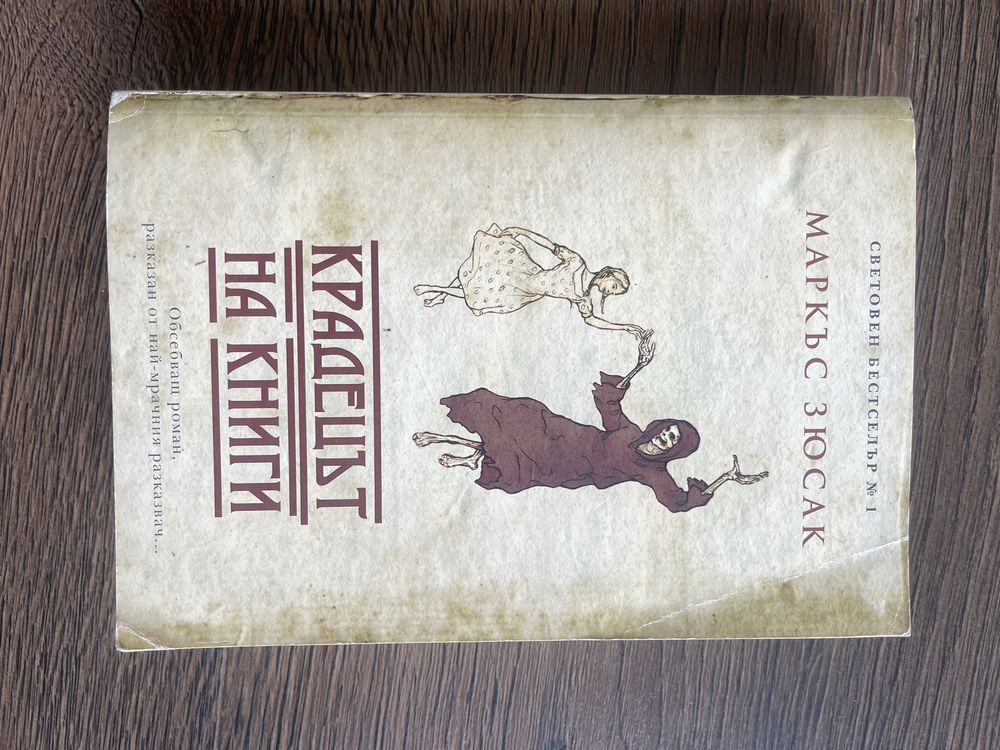 СВЕТОВЕН БЕСТСЕЛЪР № 1
МАРКЪС ЗЮСАК
КРАДЕЦЪТ
НА КНИГИ
Обсебващ роман,
разказан от най-мрачния разказвач...